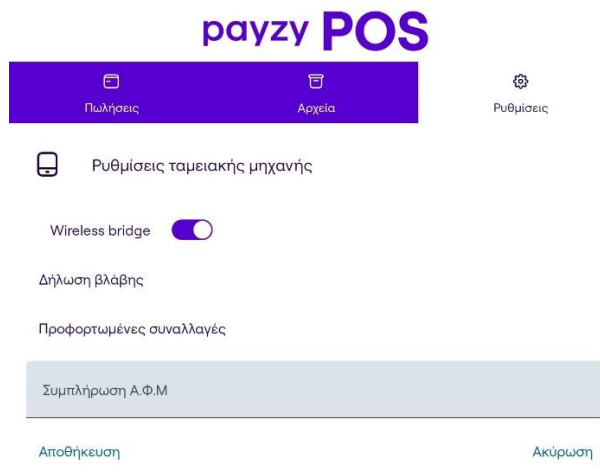 payzy POS
Πωλήσεις Αρχεία Ρυθμίσεις
Ρυθμίσεις ταμειακής μηχανής
Wireless bridge
Δήλωση βλάβης
Προφορτωμένες συναλλαγές
Συμπλήρωση Α.Φ.Μ
Αποθήκευση Ακύρωση